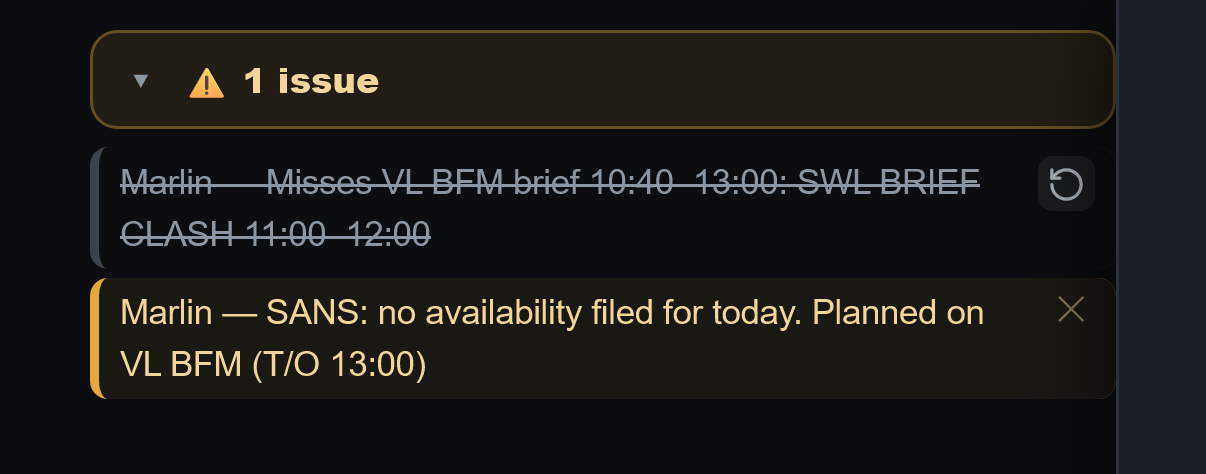 1 issue
Marlin — Misses VL BFM brief 10:40–13:00: SWL BRIEF
CLASH 11:00–12:00
Marlin — SANS: no availability filed for today. Planned on
VL BFM (T/O 13:00)